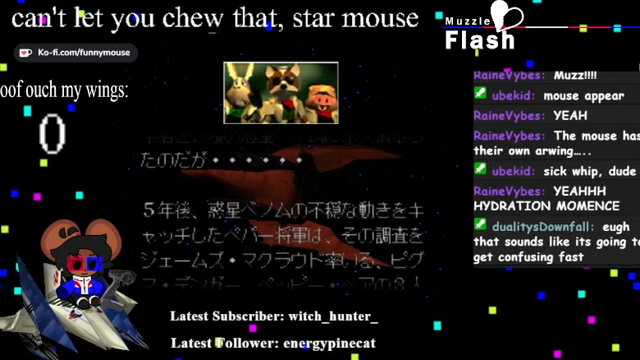 can't let you chew that, star mouse
Ko-fi.com/funnymouse
oof ouch my wings:
0
Muzzle
Flash
RaineVybes: Muzz!!!!
ubekid: mouse appear
RaineVybes: YEAH
RaineVybes: The mouse has
their own arwing.....
ubekid: sick whip, dude
RaineVybes: YEAHHH
HYDRATION MOMENCE
dualitysDownfall: eugh
that sounds like its going to
get confusing fast
たのだが・・・・・・
5年後、惑星ベノムの不穏な動きをキ
ャッチしたペパー将軍は、その調査を
ジェームズ・マクラウド率いる、ピグ
Latest Subscriber: witch_hunter_
Latest Follower: energypinecat